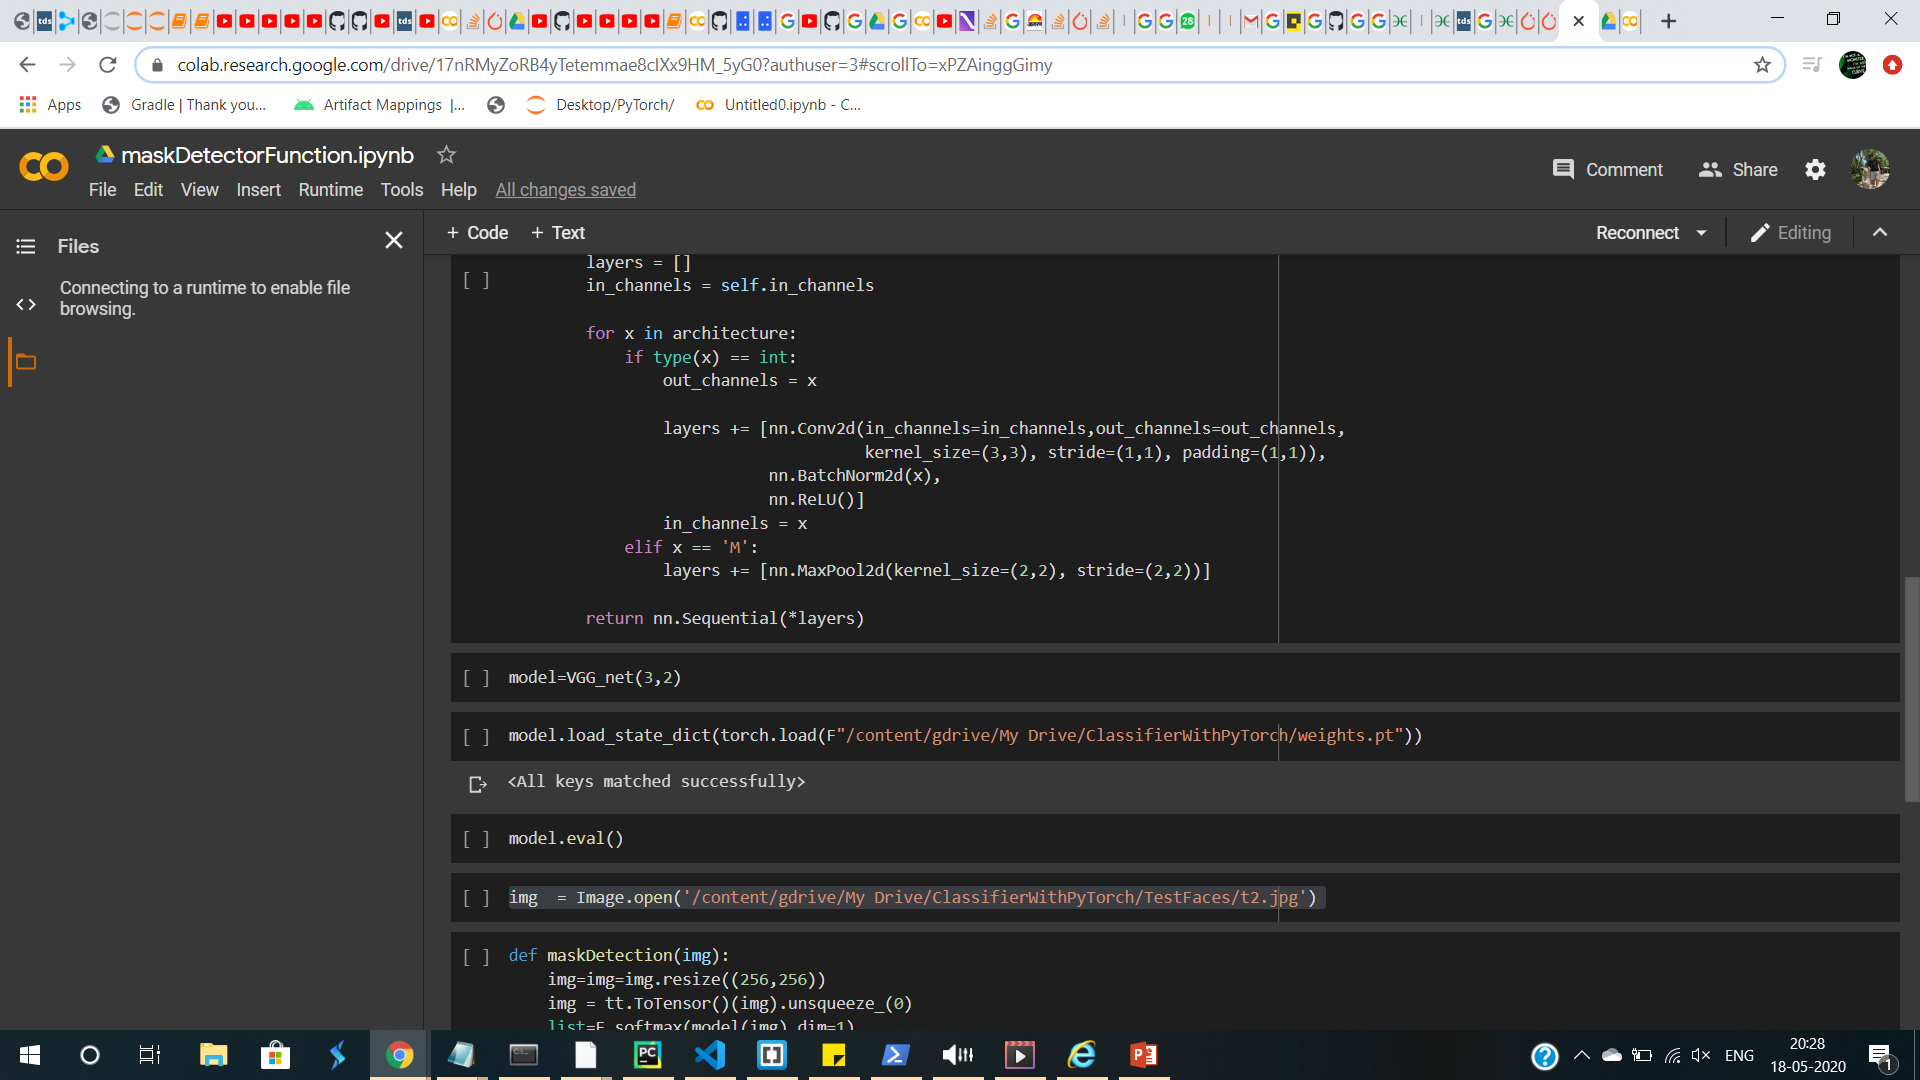 colab.research.google.com/drive/17nRMyZoRB4yTetemmae8cIXx9HM_5yG0?authuser=3#scrollTo=xPZAinggGimy
Apps
Gradle | Thank you...
Artifact Mappings |...
Desktop/PyTorch/
Untitled0.ipynb - C...
maskDetectorFunction.ipynb
File Edit View Insert Runtime Tools Help All changes saved
Comment
Share
Files
Connecting to a runtime to enable file
browsing.
+ Code + Text
Reconnect
Editing
[ ]
layers = []
in_channels = self.in_channels
for x in architecture:
if type(x) == int:
out_channels = x
layers += [nn.Conv2d(in_channels=in_channels,out_channels=out_channels,
kernel_size=(3,3), stride=(1,1), padding=(1,1)),
nn.BatchNorm2d(x),
nn.ReLU()]
in_channels = x
elif x == 'M':
layers += [nn.MaxPool2d(kernel_size=(2,2), stride=(2,2))]
return nn.Sequential(*layers)
[ ] model=VGG_net(3,2)
[ ] model.load_state_dict(torch.load(F"/content/gdrive/My Drive/ClassifierWithPyTorch/weights.pt"))
<All keys matched successfully>
[ ] model.eval()
[ ] img  = Image.open('/content/gdrive/My Drive/ClassifierWithPyTorch/TestFaces/t2.jpg')
[ ] def maskDetection(img):
img=img=img.resize((256,256))
img = tt.ToTensor()(img).unsqueeze_(0)
list=F.softmax(model(img),dim=1)
ENG
20:28
18-05-2020
1